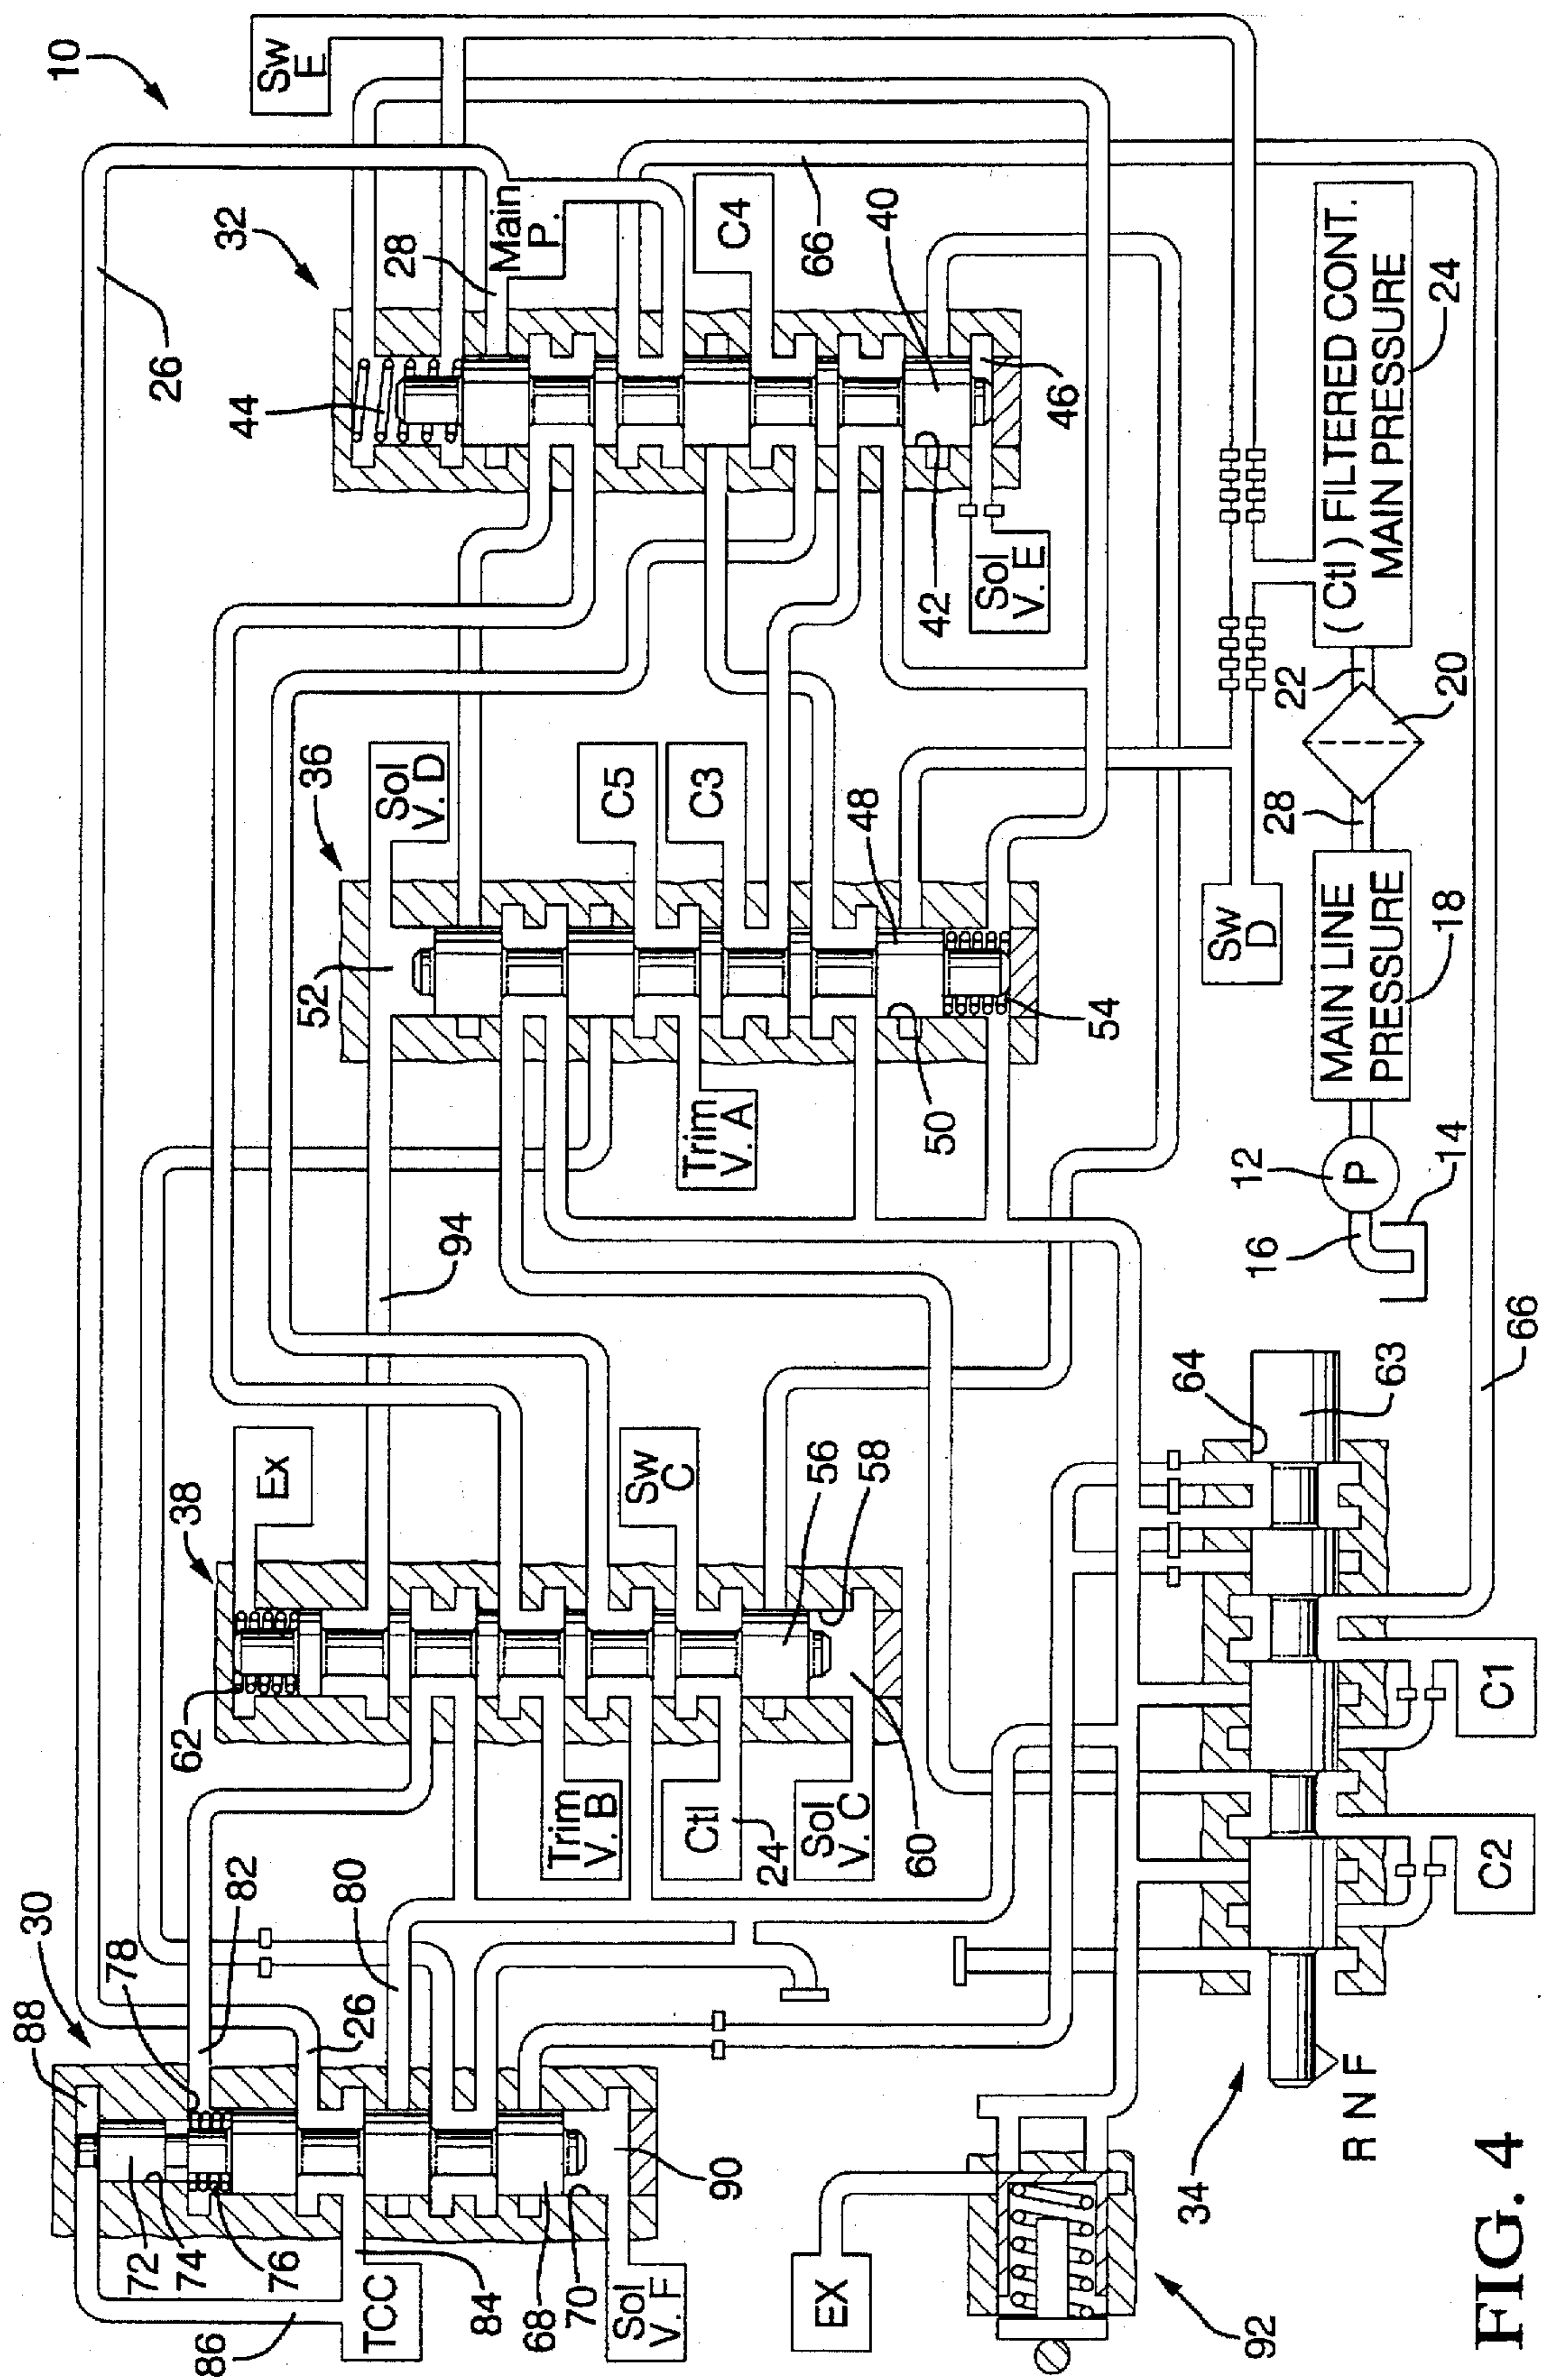 10
Sw
E
26
32
28
Main
P.
44
C4
66
40
42
46
Sol
V. E
36
Sol
V. D
52
C5
C3
48
50
54
Trim
V. A
94
38
Ex
Sw
C
56
58
62
Trim
V. B
Ctl
24
Sol
V. C
60
30
88
78
82
80
26
72
74
76
84
68
70
90
86
TCC
Sol
V. F
EX
92
34
R N F
C2
C1
64
63
66
16
14
12
P
MAIN LINE
PRESSURE
18
28
20
22
Sw
D
(Ctl) FILTERED CONT.
MAIN PRESSURE
24
FIG. 4